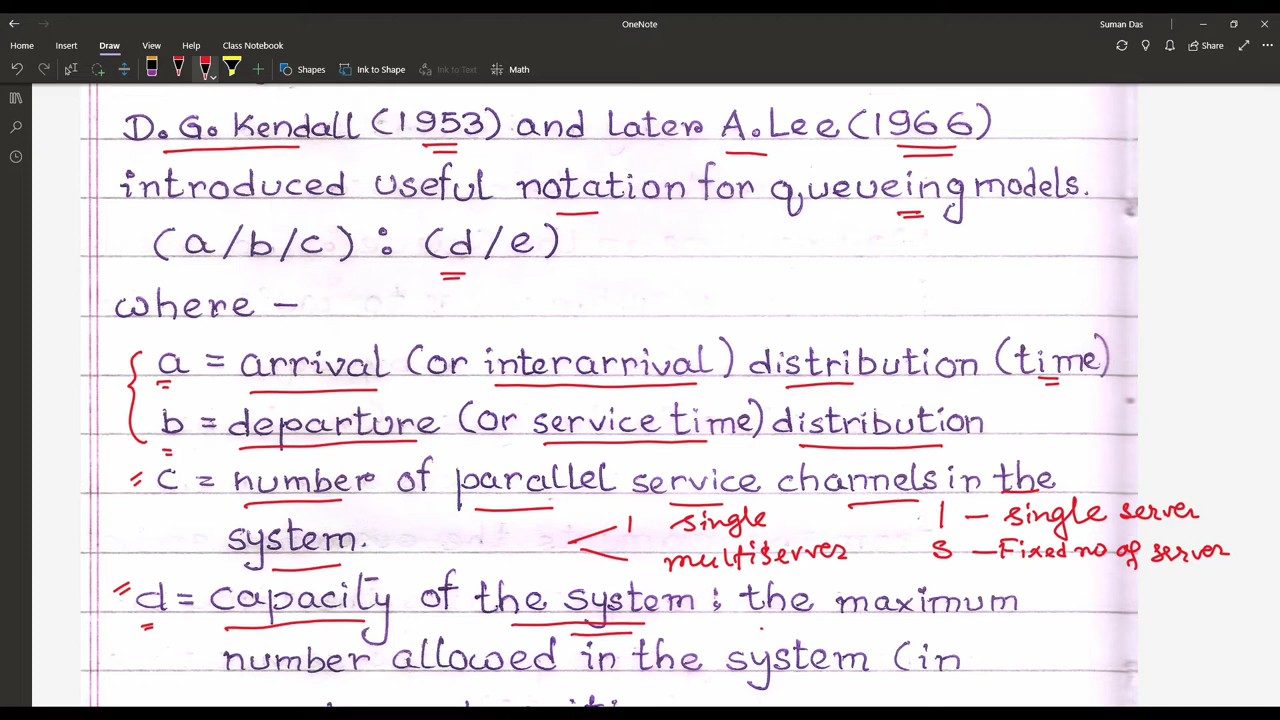 OneNote
Suman Das
Home Insert Draw View Help Class Notebook
Share
Shapes Ink to Shape Ink to Text Math
D. G. Kendall (1953) and Later A. Lee (1966)
introduced useful notation for queueing models.
(a/b/c) : (d/e)
where –
a = arrival (or interarrival) distribution (time)
b = departure (or service time) distribution
c = number of parallel service channels in the
system.
1 single
multiserver
1 – single server
s – Fixed no of server
d = capacity of the system : the maximum
number allowed in the system (in